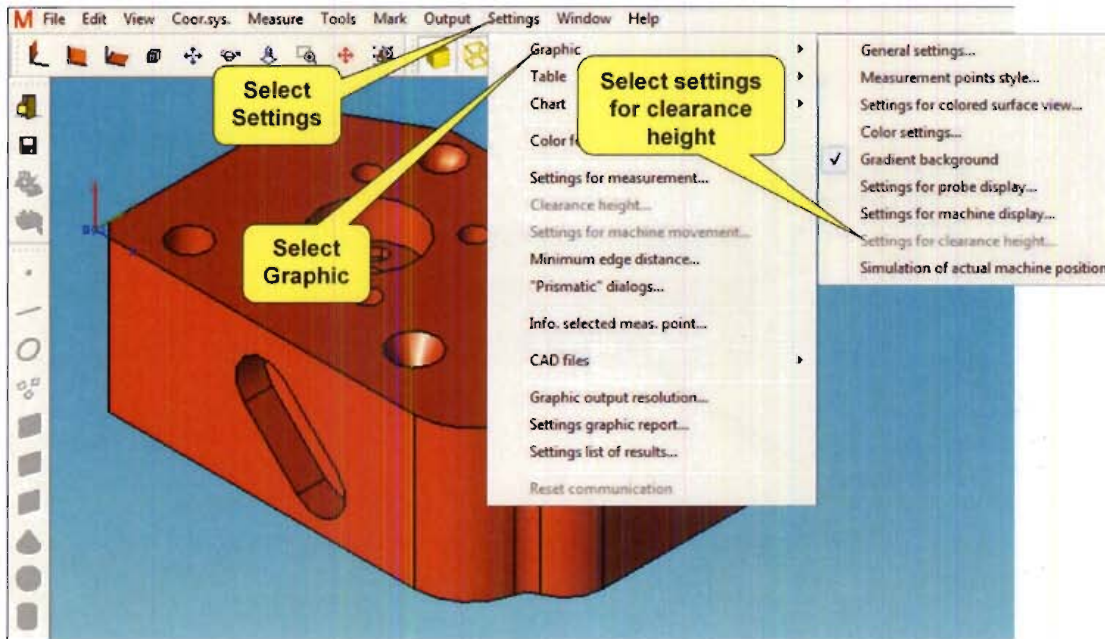 M File Edit View Coor.sys. Measure Tools Mark Output Settings Window Help
Select
Settings
Select
Graphic
Graphic
Table
Chart
Settings for measurement...
Clearance height...
Settings for machine movement...
Minimum edge distance...
"Prismatic" dialogs...
Info. selected meas. point...
CAD files
Graphic output resolution...
Settings graphic report...
Settings list of results...
Reset communication
Select settings
for clearance
height
General settings...
Measurement points style...
Settings for colored surface view...
Color settings...
Gradient background
Settings for probe display...
Settings for machine display...
Settings for clearance height...
Simulation of actual machine position